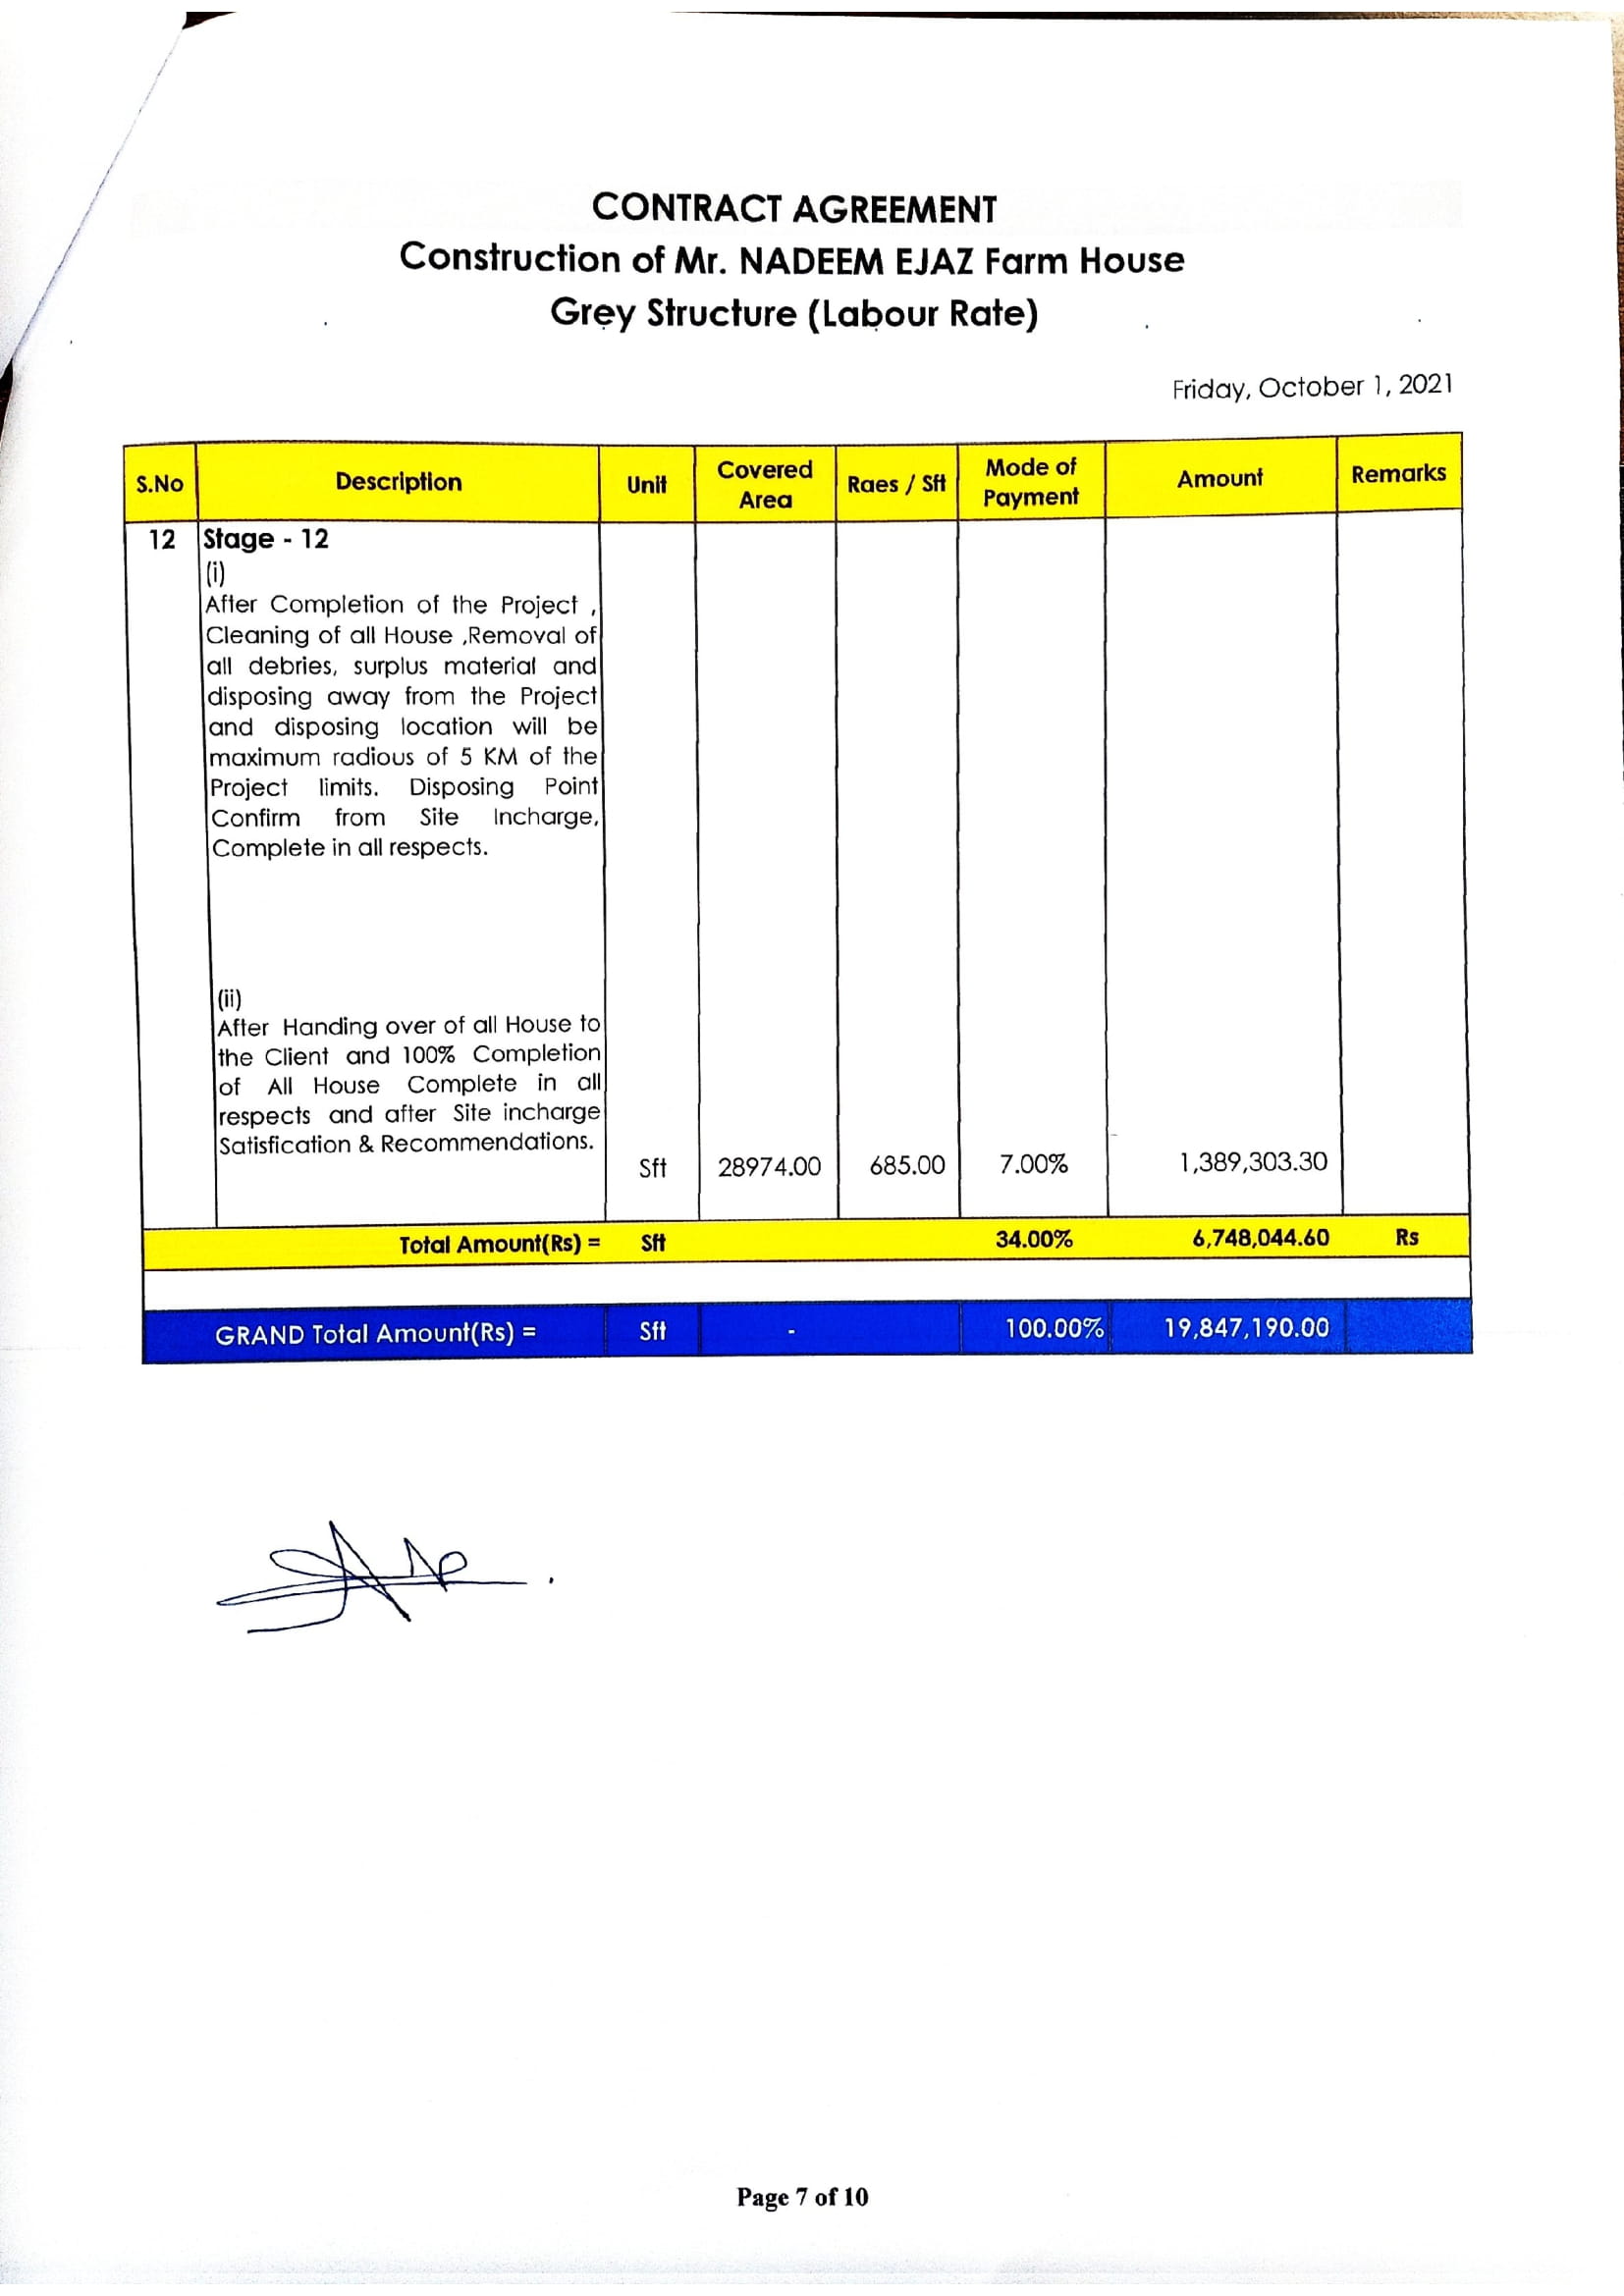 CONTRACT AGREEMENT
Construction of Mr. NADEEM EJAZ Farm House
Grey Structure (Labour Rate)
Friday, October 1, 2021
S.No Description Unit Covered Area Raes / Sft Mode of Payment Amount Remarks
12 Stage - 12
(i)
After Completion of the Project ,
Cleaning of all House ,Removal of
all debries, surplus material and
disposing away from the Project
and disposing location will be
maximum radious of 5 KM of the
Project limits. Disposing Point
Confirm from Site Incharge,
Complete in all respects.
(ii)
After Handing over of all House to
the Client and 100% Completion
of All House Complete in all
respects and after Site incharge
Satisfication & Recommendations.
Sft 28974.00 685.00 7.00% 1,389,303.30
Total Amount(Rs) = Sft 34.00% 6,748,044.60 Rs
GRAND Total Amount(Rs) = Sft - 100.00% 19,847,190.00
Page 7 of 10